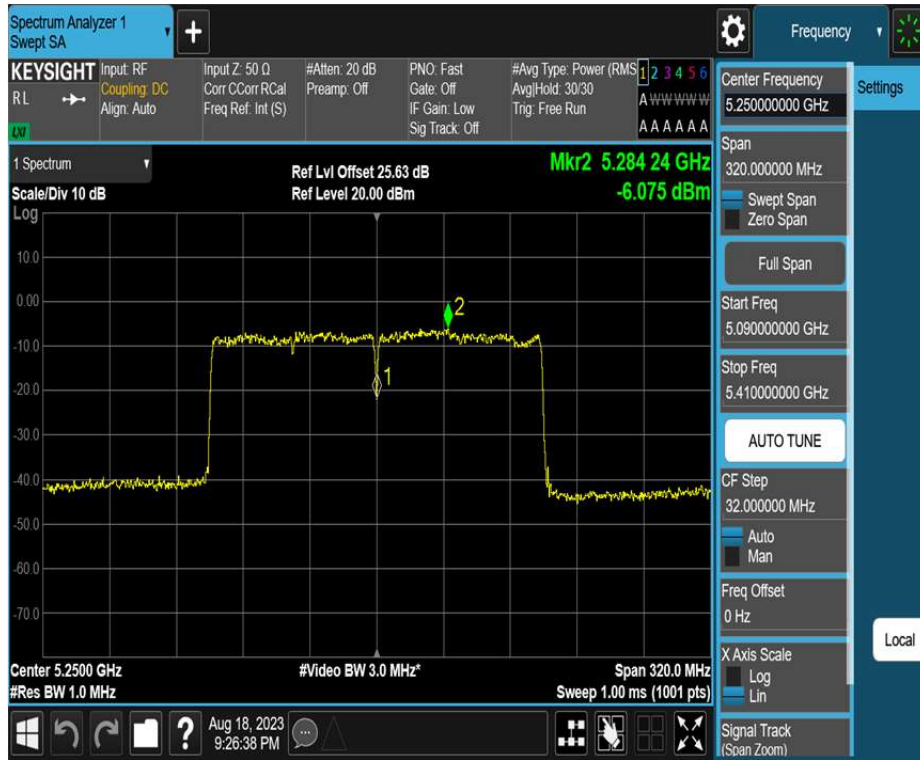 Spectrum Analyzer 1
Swept SA
Frequency
KEYSIGHT
R L
LXI
Input: RF
Coupling: DC
Align: Auto
Input Z: 50 Ω
Corr CCorr RCal
Freq Ref: Int (S)
#Atten: 20 dB
Preamp: Off
PNO: Fast
Gate: Off
IF Gain: Low
Sig Track: Off
#Avg Type: Power (RMS
Avg|Hold: 30/30
Trig: Free Run
1 2 3 4 5 6
A W W W W W
A A A A A A
Center Frequency
5.25000000 GHz
Settings
Span
320.000000 MHz
Swept Span
Zero Span
Full Span
Start Freq
5.090000000 GHz
Stop Freq
5.410000000 GHz
AUTO TUNE
CF Step
32.000000 MHz
Auto
Man
Freq Offset
0 Hz
X Axis Scale
Log
Lin
Local
Signal Track
(Span Zoom)
1 Spectrum
Scale/Div 10 dB
Log
Ref Lvl Offset 25.63 dB
Ref Level 20.00 dBm
Mkr2 5.284 24 GHz
-6.075 dBm
10.0
0.00
-10.0
-20.0
-30.0
-40.0
-50.0
-60.0
-70.0
2
1
Center 5.2500 GHz
#Res BW 1.0 MHz
#Video BW 3.0 MHz*
Span 320.0 MHz
Sweep 1.00 ms (1001 pts)
?
Aug 18, 2023
9:26:38 PM